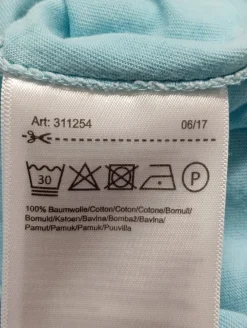 Art: 311254 06/17
30 P
100% Baumwolle/Cotton/Coton/Cotone/Bomull/
Bomuld/Katoen/Bavlna/Bombaž/Bavlna/
Pamut/Pamuk/Pamuk/Puuvilla